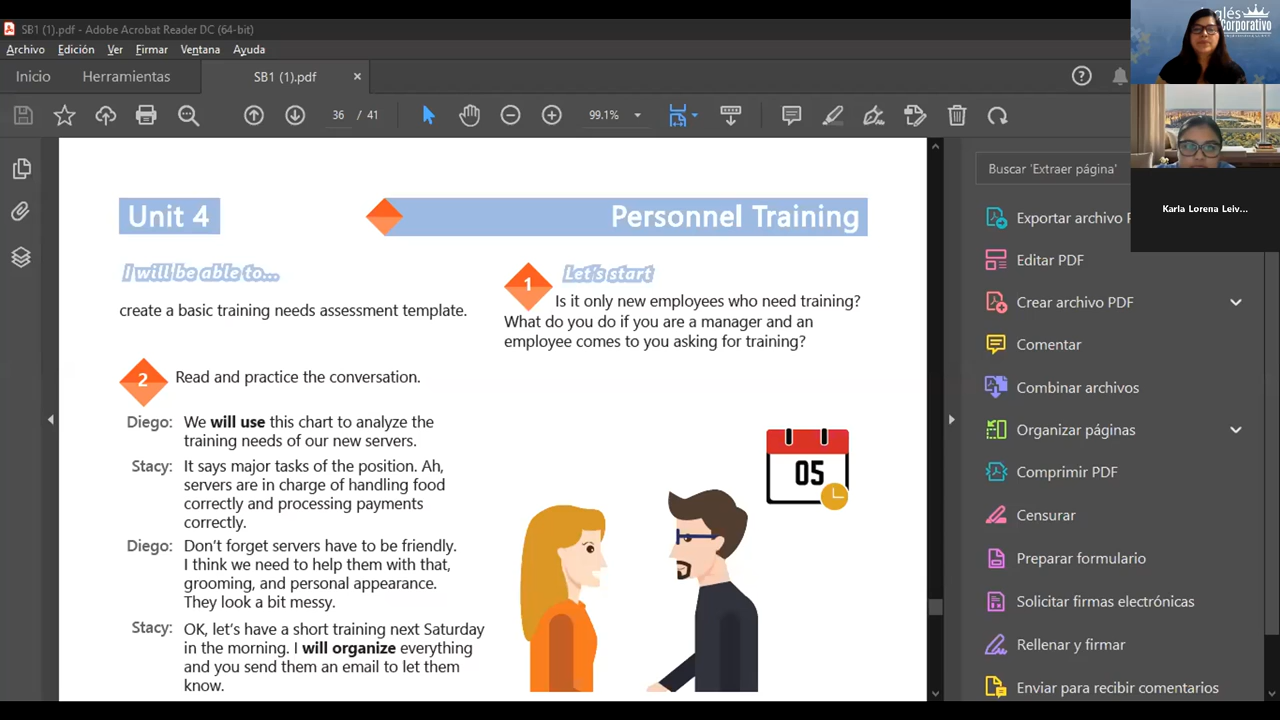 SB1 (1).pdf - Adobe Acrobat Reader DC (64-bit)
Archivo Edición Ver Firmar Ventana Ayuda
Inicio Herramientas SB1 (1).pdf ×
36 / 41 99.1%
Unit 4
Personnel Training
I will be able to...
create a basic training needs assessment template.
1 Let's start
Is it only new employees who need training?
What do you do if you are a manager and an
employee comes to you asking for training?
2 Read and practice the conversation.
Diego: We will use this chart to analyze the
training needs of our new servers.
Stacy: It says major tasks of the position. Ah,
servers are in charge of handling food
correctly and processing payments
correctly.
Diego: Don't forget servers have to be friendly.
I think we need to help them with that,
grooming, and personal appearance.
They look a bit messy.
Stacy: OK, let's have a short training next Saturday
in the morning. I will organize everything
and you send them an email to let them
know.
05
Buscar 'Extraer página'
Exportar archivo P
Editar PDF
Crear archivo PDF
Comentar
Combinar archivos
Organizar páginas
Comprimir PDF
Censurar
Preparar formulario
Solicitar firmas electrónicas
Rellenar y firmar
Enviar para recibir comentarios
Inglés
Corporativo
Karla Lorena Leiv...